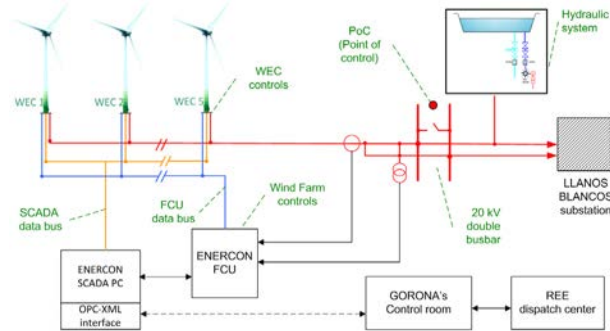 Hydraulic
system
PoC
(Point of
control)
WEC
controls
WEC 1
WEC 2
WEC 5
LLANOS
BLANCOS
substation
SCADA
data bus
FCU
data bus
Wind Farm
controls
20 kV
double
busbar
ENERCON
SCADA PC
OPC-XML
interface
ENERCON
FCU
GORONA's
Control room
REE
dispatch center